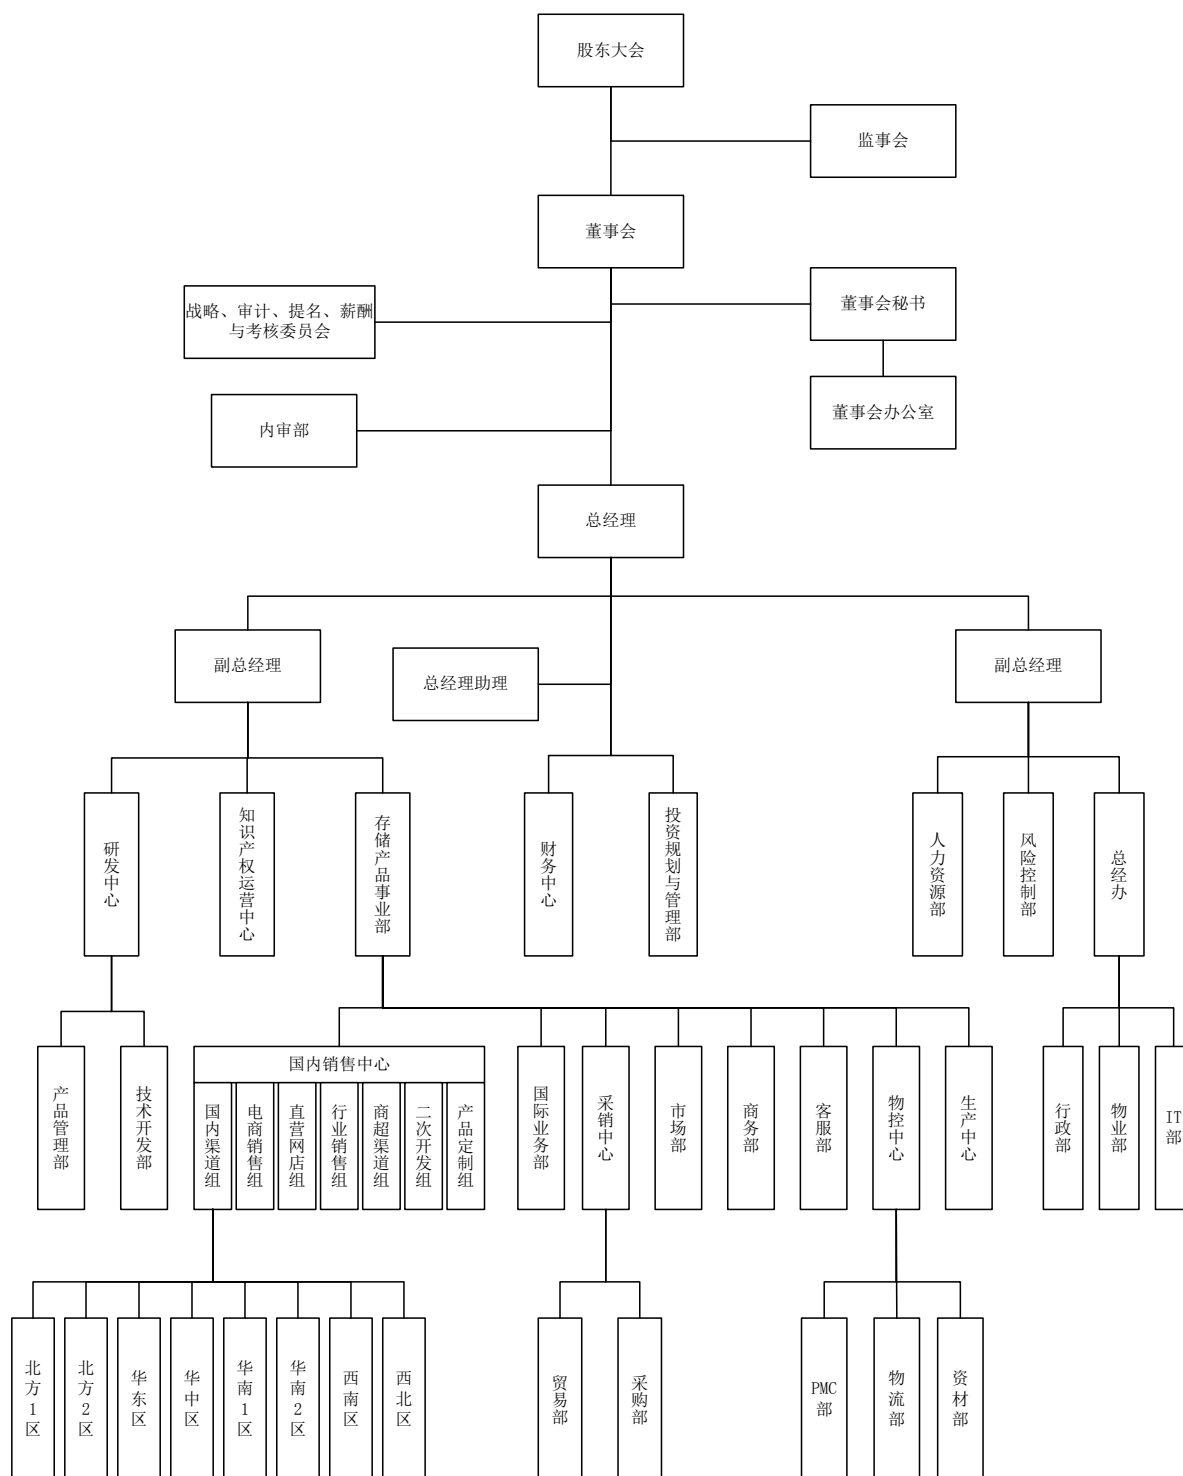 股东大会
监事会
董事会
战略、审计、提名、薪酬
与考核委员会
董事会秘书
董事会办公室
内审部
总经理
副总经理
总经理助理
副总经理
研发中心
知识产权运营中心
存储产品事业部
财务中心
投资规划与管理部
人力资源部
风险控制部
总经办
产品管理部
技术开发部
国内销售中心
国内渠道组
电商销售组
直营网店组
行业销售组
商超渠道组
二次开发组
产品定制组
国际业务部
采销中心
市场部
商务部
客服部
物控中心
生产中心
行政部
物业部
IT
部
北方1区
北方2区
华东区
华中区
华南1区
华南2区
西南区
西北区
贸易部
采购部
PMC
部
物流部
资材部